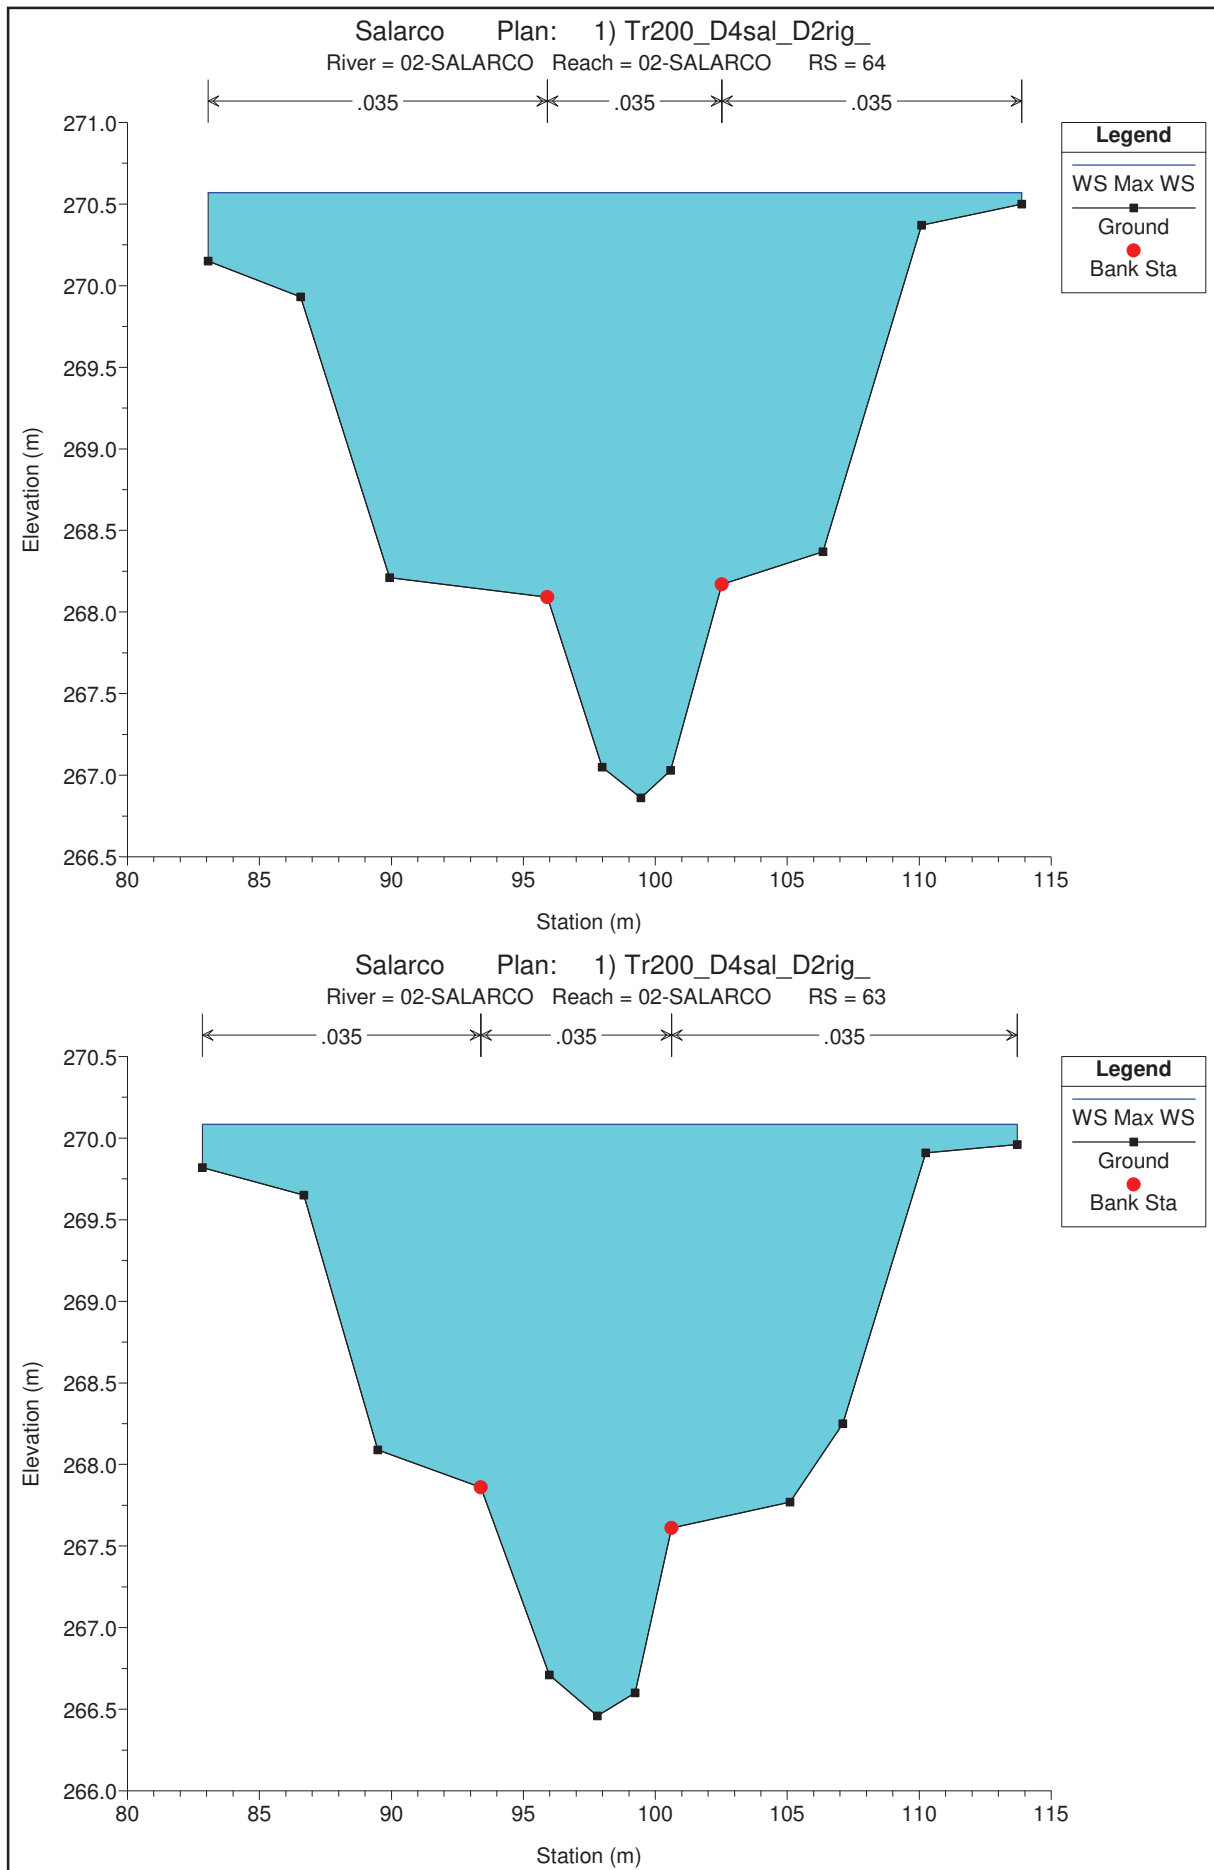 Salarco Plan: 1) Tr200_D4sal_D2rig_
River = 02-SALARCO Reach = 02-SALARCO RS = 64
.035 .035 .035
271.0
270.5
270.0
269.5
269.0
268.5
268.0
267.5
267.0
266.5
Elevation (m)
80 85 90 95 100 105 110 115
Station (m)
Legend
WS Max WS
Ground
Bank Sta
Salarco Plan: 1) Tr200_D4sal_D2rig_
River = 02-SALARCO Reach = 02-SALARCO RS = 63
.035 .035 .035
270.5
270.0
269.5
269.0
268.5
268.0
267.5
267.0
266.5
266.0
Elevation (m)
80 85 90 95 100 105 110 115
Station (m)
Legend
WS Max WS
Ground
Bank Sta